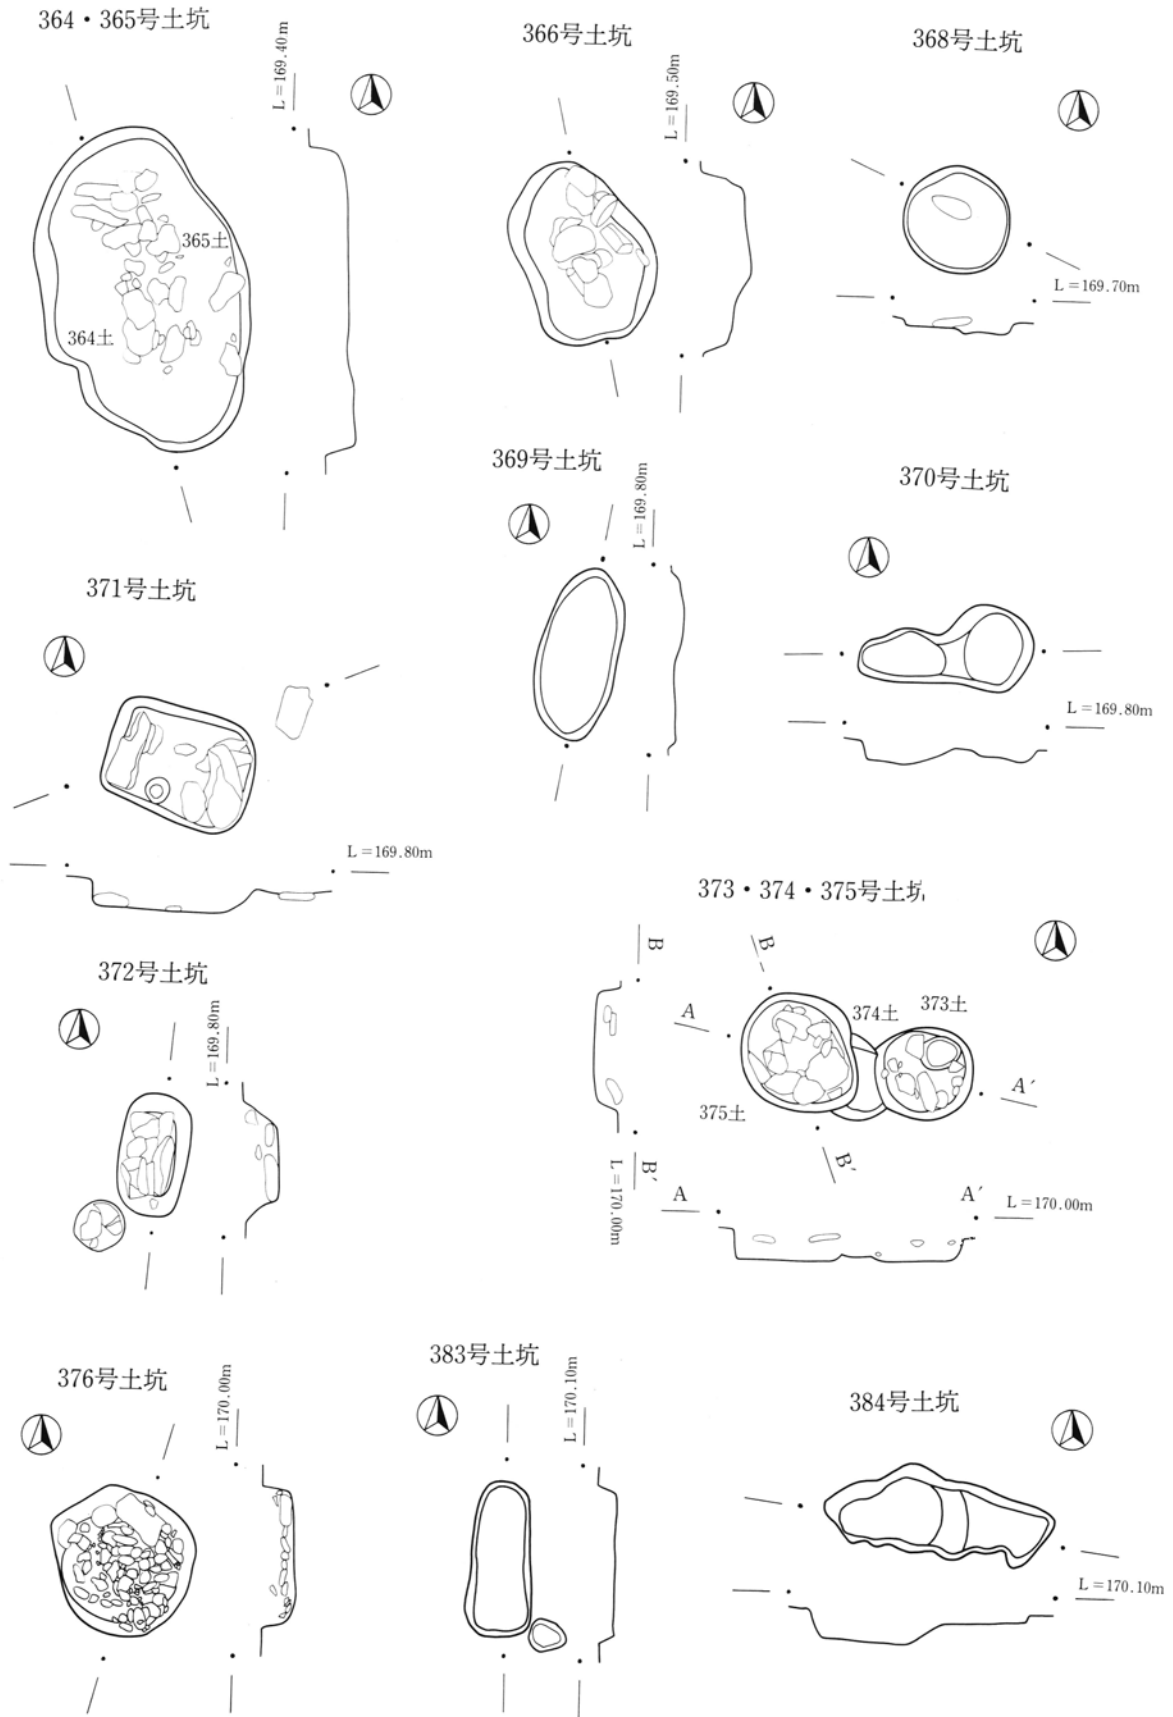 364・365号土坑
L=169.40m
365土
364土
366号土坑
L=169.50m
368号土坑
L=169.70m
369号土坑
L=169.80m
370号土坑
L=169.80m
371号土坑
L=169.80m
372号土坑
L=169.80m
373・374・375号土坑
B
B
A
374土
373土
375土
A′
B′
B′
L=170.00m
A
A′
L=170.00m
376号土坑
L=170.00m
383号土坑
L=170.10m
384号土坑
L=170.10m